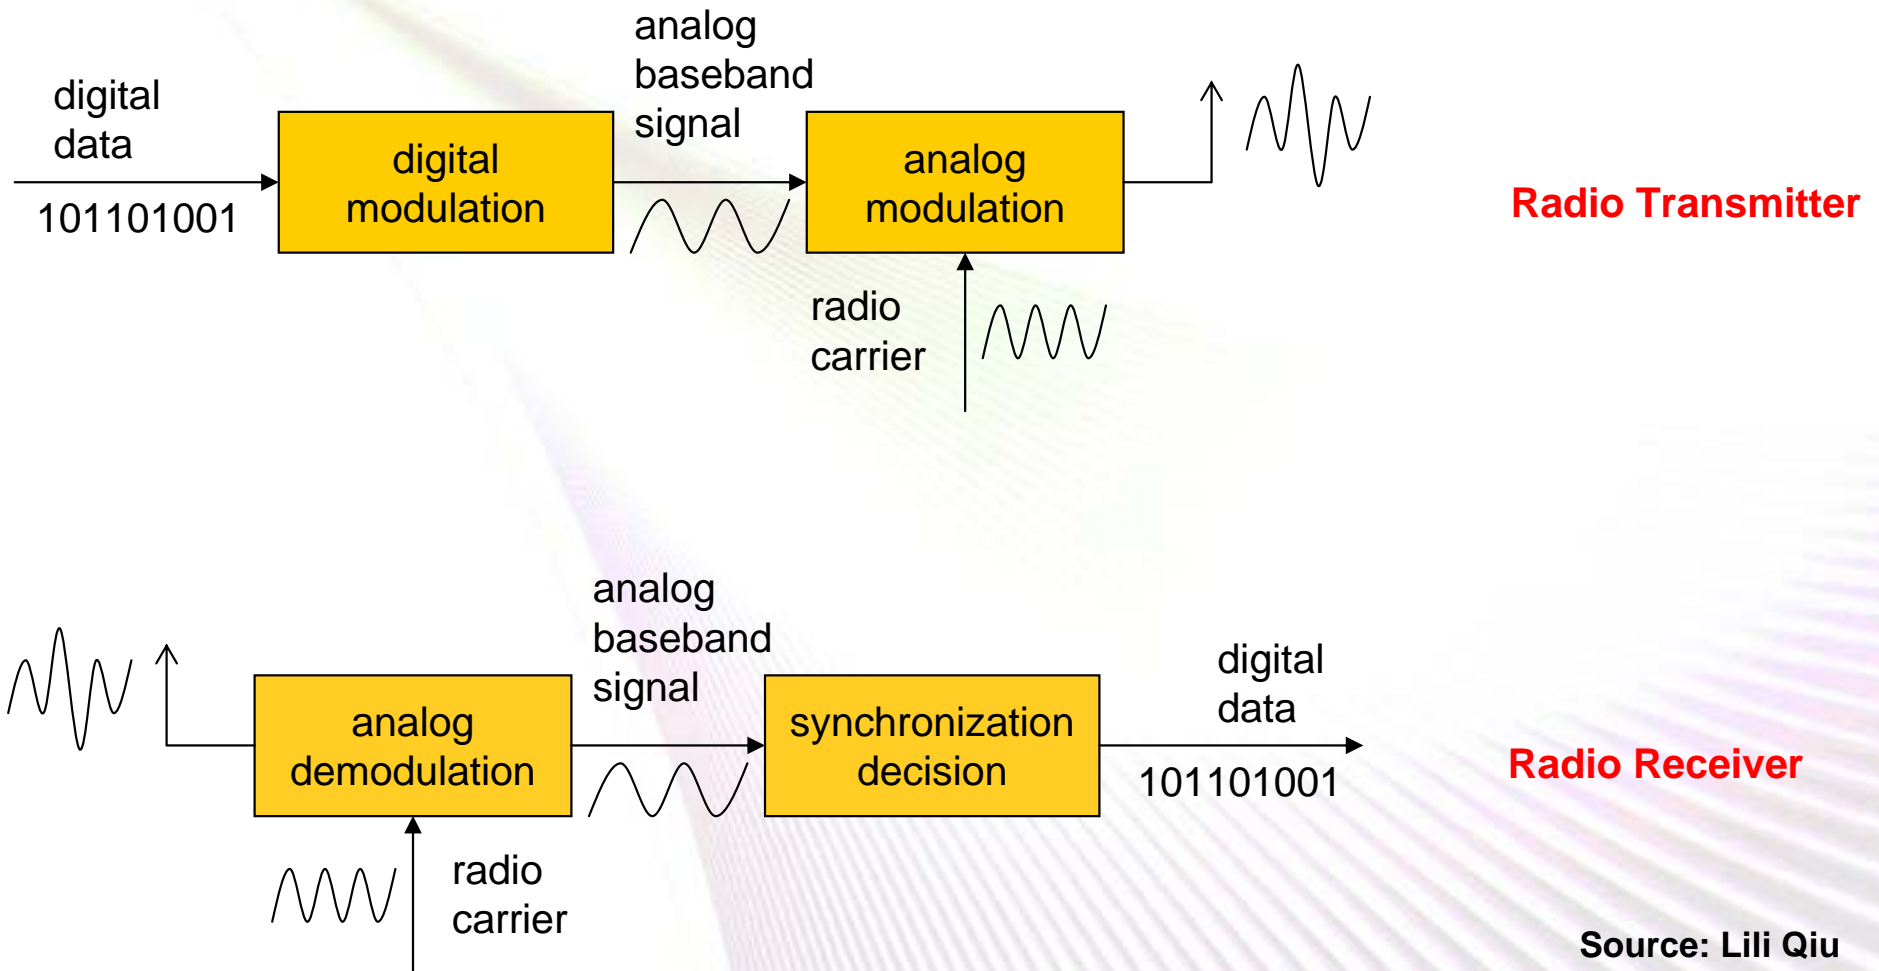 analog
baseband
signal
digital
data
101101001
digital
modulation
analog
modulation
radio
carrier
Radio Transmitter
analog
baseband
signal
analog
demodulation
synchronization
decision
digital
data
101101001
radio
carrier
Radio Receiver
Source: Lili Qiu